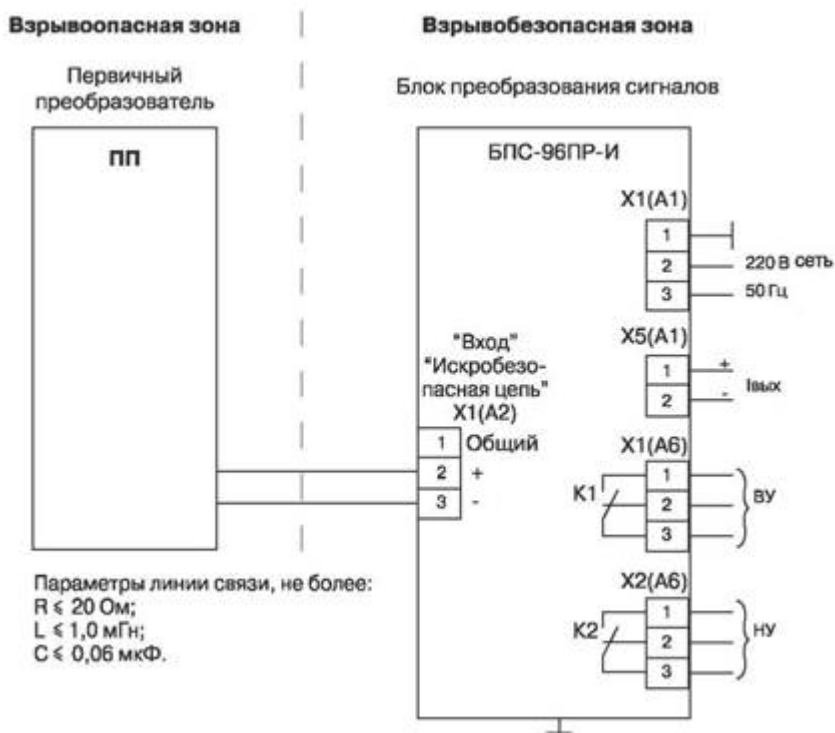 Взрывоопасная зона
Взрывобезопасная зона
Первичный
преобразователь
Блок преобразования сигналов
ПП
БПС-96ПР-И
X1(A1)
1
2
3
220 В сеть
50 Гц
X5(A1)
1
2
+
-
Iвых
"Вход"
"Искробезо-
пасная цепь"
X1(A2)
1 Общий
2 +
3 -
X1(A6)
K1
1
2
3
ВУ
X2(A6)
K2
1
2
3
НУ
Параметры линии связи, не более:
R ⩽ 20 Ом;
L ⩽ 1,0 мГн;
C ⩽ 0,06 мкФ.